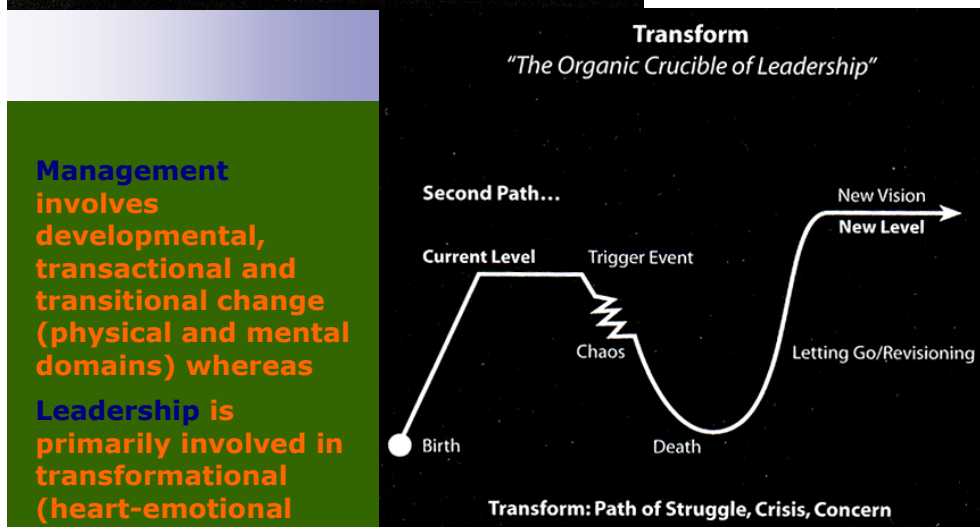 Management
involves
developmental,
transactional and
transitional change
(physical and mental
domains) whereas
Leadership is
primarily involved in
transformational
(heart-emotional
Transform
"The Organic Crucible of Leadership"
Second Path...
Current Level
Trigger Event
New Vision
New Level
Chaos
Letting Go/Revisioning
Birth
Death
Transform: Path of Struggle, Crisis, Concern